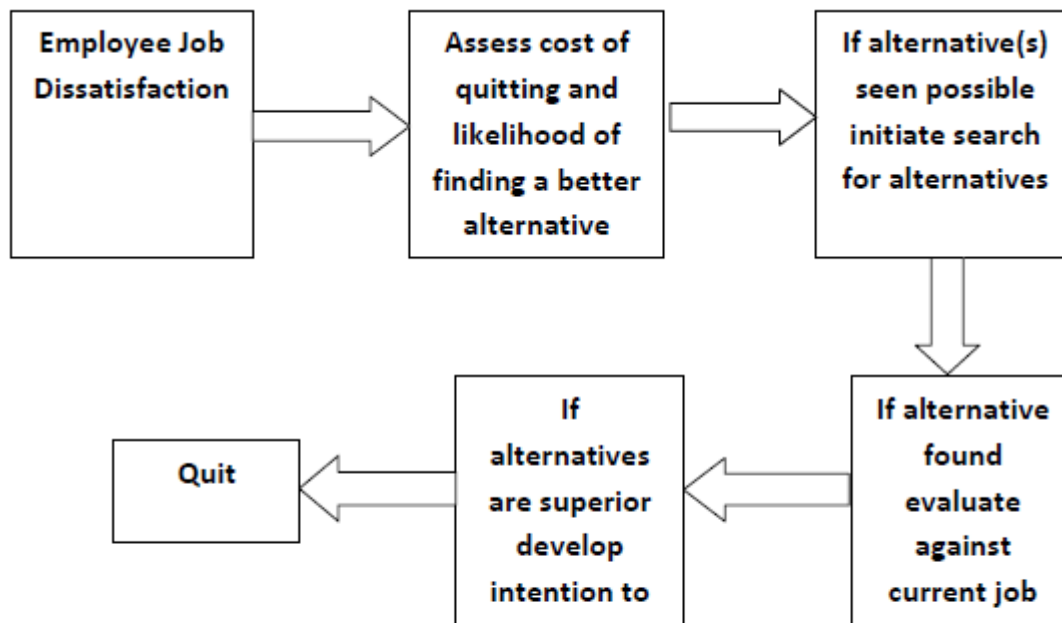 Employee Job
Dissatisfaction
Assess cost of
quitting and
likelihood of
finding a better
alternative
If alternative(s)
seen possible
initiate search
for alternatives
If alternative
found
evaluate
against
current job
If
alternatives
are superior
develop
intention to
Quit